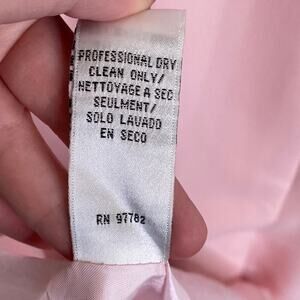 PROFESSIONAL DRY
CLEAN ONLY/
NETTOYAGE A SEC
SEULMENT/
SOLO LAVADO
EN SECO
RN 97782